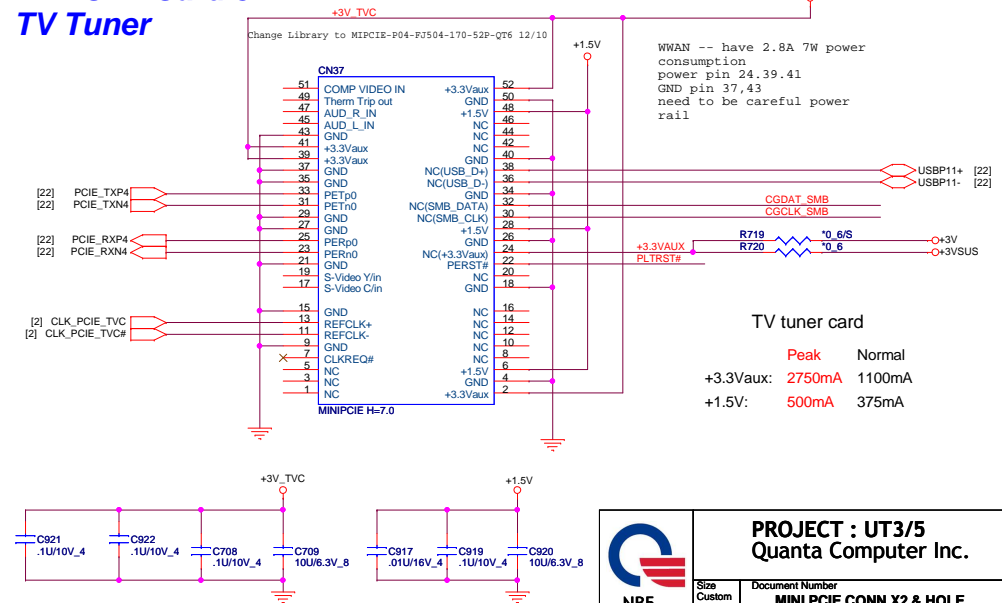 TV Tuner
+3V_TVC
Change Library to MIPCIE-P04-FJ504-170-52P-QT6 12/10
+1.5V
WWAN -- have 2.8A 7W power
consumption
power pin 24.39.41
GND pin 37,43
need to be careful power
rail
CN37
51 COMP VIDEO IN +3.3Vaux 52
49 Therm Trip out GND 50
47 AUD_R_IN +1.5V 48
45 AUD_L_IN NC 46
43 GND NC 44
41 +3.3Vaux NC 42
39 +3.3Vaux GND 40
37 GND NC(USB_D+) 38 USBP11+ [22]
35 GND NC(USB_D-) 36 USBP11- [22]
[22] PCIE_TXP4 33 PETp0 GND 34
[22] PCIE_TXN4 31 PETn0 NC(SMB_DATA) 32 CGDAT_SMB
29 GND NC(SMB_CLK) 30 CGCLK_SMB
27 GND +1.5V 28
[22] PCIE_RXP4 25 PERp0 GND 26
[22] PCIE_RXN4 23 PERn0 NC(+3.3Vaux) 24 +3.3VAUX
21 GND PERST# 22 PLTRST#
19 S-Video Y/in NC 20
17 S-Video C/in GND 18
R719 *0_6/S +3V
R720 *0_6 +3VSUS
15 GND NC 16
[2] CLK_PCIE_TVC 13 REFCLK+ NC 14
[2] CLK_PCIE_TVC# 11 REFCLK- NC 12
9 GND NC 10
7 CLKREQ# NC 8
5 NC +1.5V 6
3 NC GND 4
1 NC +3.3Vaux 2
MINIPCIE H=7.0
TV tuner card
Peak Normal
+3.3Vaux: 2750mA 1100mA
+1.5V: 500mA 375mA
+3V_TVC
C921
.1U/10V_4
C922
.1U/10V_4
C708
.1U/10V_4
C709
10U/6.3V_8
+1.5V
C917
.01U/16V_4
C919
.1U/10V_4
C920
10U/6.3V_8
PROJECT : UT3/5
Quanta Computer Inc.
Size
Custom
Document Number
MINI PCIE CONN X2 & HOLE
NB5